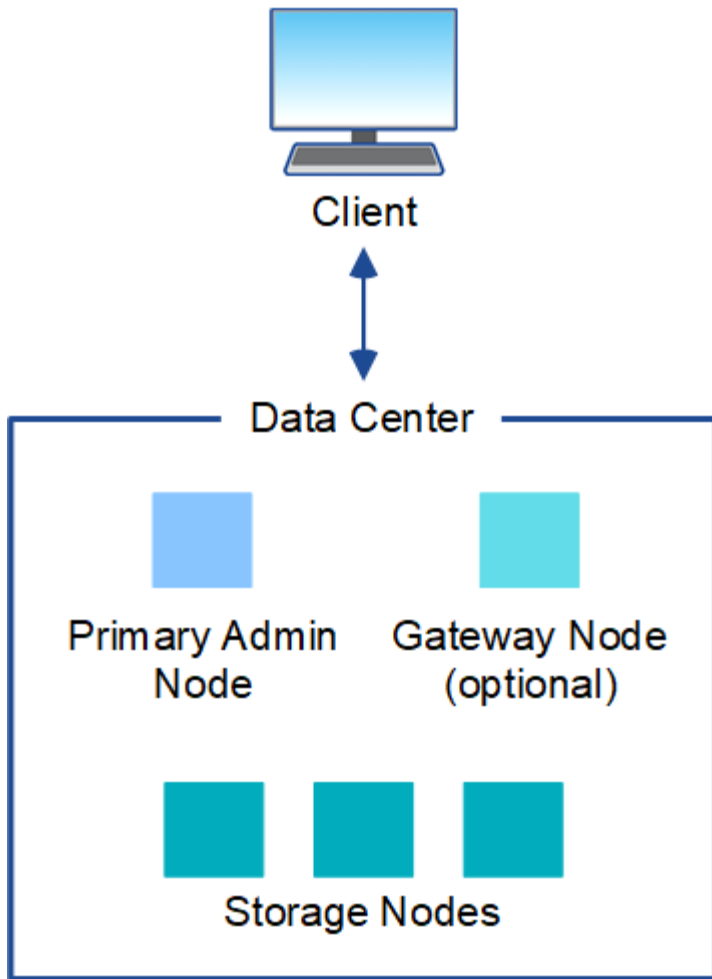 Client
Data Center
Primary Admin
Node
Gateway Node
(optional)
Storage Nodes